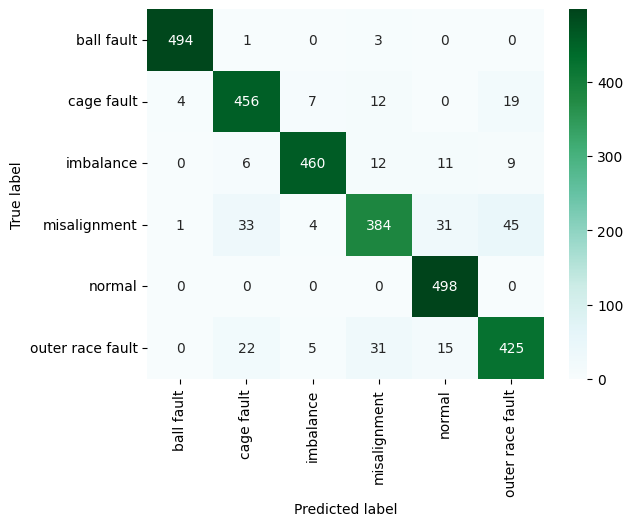 ball fault 494 1 0 3 0 0
cage fault 4 456 7 12 0 19
400
imbalance 0 6 460 12 11 9
300
True label
misalignment 1 33 4 384 31 45
200
normal 0 0 0 0 498 0
100
outer race fault 0 22 5 31 15 425
0
ball fault
cage fault
imbalance
misalignment
normal
outer race fault
Predicted label